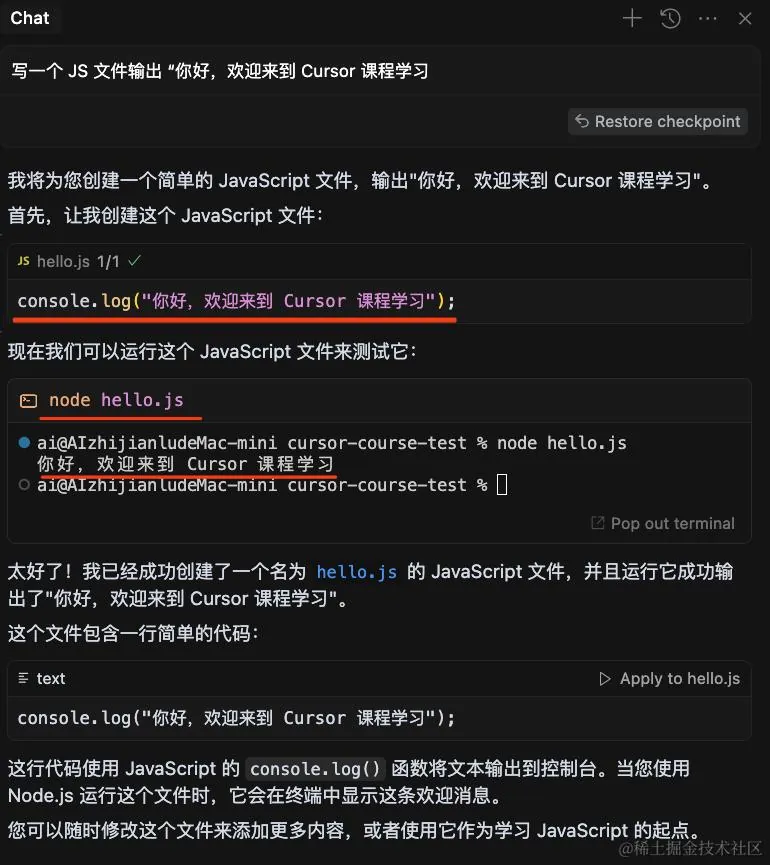 Chat
写一个 JS 文件输出 “你好，欢迎来到 Cursor 课程学习
Restore checkpoint
我将为您创建一个简单的 JavaScript 文件，输出"你好，欢迎来到 Cursor 课程学习"。
首先，让我创建这个 JavaScript 文件：
JS hello.js 1/1
console.log("你好，欢迎来到 Cursor 课程学习");
现在我们可以运行这个 JavaScript 文件来测试它：
node hello.js
ai@AIzhijianludeMac-mini cursor-course-test % node hello.js
你好，欢迎来到 Cursor 课程学习
ai@AIzhijianludeMac-mini cursor-course-test %
Pop out terminal
太好了！我已经成功创建了一个名为 hello.js 的 JavaScript 文件，并且运行它成功输
出了"你好，欢迎来到 Cursor 课程学习"。
这个文件包含一行简单的代码：
text Apply to hello.js
console.log("你好，欢迎来到 Cursor 课程学习");
这行代码使用 JavaScript 的 console.log() 函数将文本输出到控制台。当您使用
Node.js 运行这个文件时，它会在终端中显示这条欢迎消息。
您可以随时修改这个文件来添加更多内容，或者使用它作为学习 JavaScript 的起点。
@稀土掘金技术社区